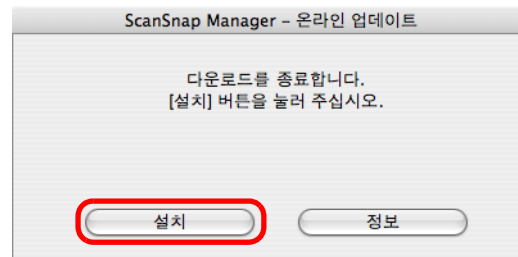 ScanSnap Manager – 온라인 업데이트
다운로드를 종료합니다.
[설치] 버튼을 눌러 주십시오.
설치
정보